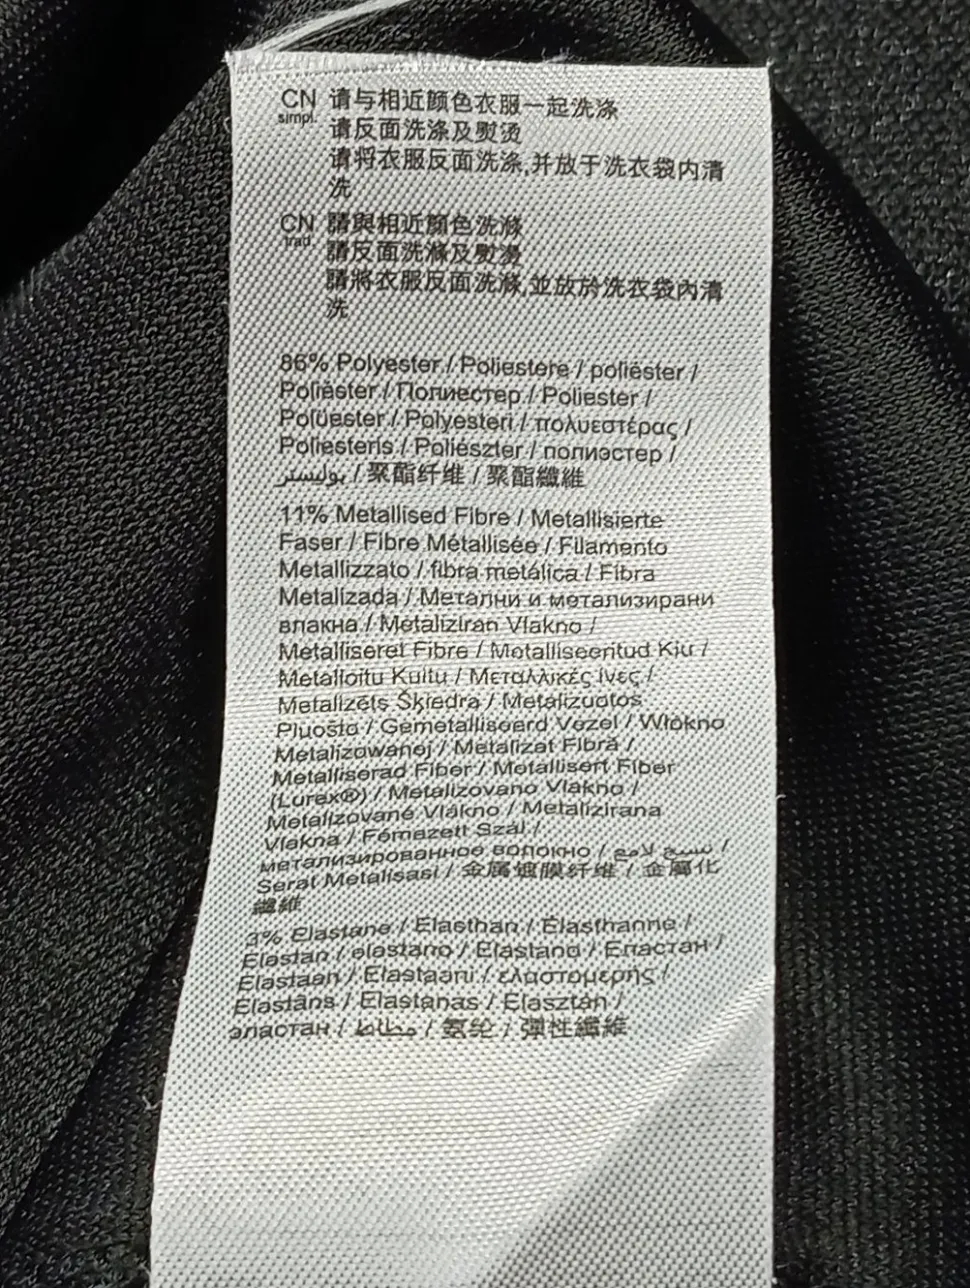 CN 请与相近颜色衣服一起洗涤
simpl.
请反面洗涤及熨烫
请将衣服反面洗涤,并放于洗衣袋内清
洗
CN 請與相近顏色洗滌
trad.
請反面洗滌及熨燙
請將衣服反面洗滌,並放於洗衣袋內清
洗
86% Polyester / Poliestere / poliéster /
Poliéster / Полиестер / Poliester /
Polüester / Polyesteri / πολυεστέρας /
Poliesteris / Poliészter / полиэстер /
بوليستر / 聚酯纤维 / 聚酯纖維
11% Metallised Fibre / Metallisierte
Faser / Fibre Métallisée / Filamento
Metallizzato / fibra metálica / Fibra
Metalizada / Метални и метализирани
влакна / Metaliziran Vlakno /
Metalliseret Fibre / Metalliseeritud Kiu /
Metalloitu Kuitu / Μεταλλικές ίνες /
Metalizēts Šķiedra / Metalizuotos
Pluošto / Gemetalliseerd Vezel / Włókno
Metalizowanej / Metalizat Fibră /
Metalliserad Fiber / Metallisert Fiber
(Lurex®) / Metalizovano Vlakno /
Metalizované Vlákno / Metalizirana
Vlakna / Fémezett Szál /
метализированное волокно / نسيج لامع /
Serat Metalisasi / 金属镀膜纤维 / 金屬化
纖維
3% Elastane / Elasthan / Élasthanne /
Elastan / elastano / Elastano / Еластан /
Elastaan / Elastaani / ελαστομερής /
Elastāns / Elastanas / Elasztán /
эластан / مطاط / 氨纶 / 彈性纖維